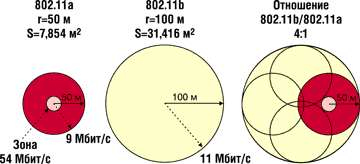 802.11a
r=50 м
S=7,854 м²
802.11b
r=100 м
S=31,416 м²
Отношение
802.11b/802.11a
4:1
50 м
100 м
50 м
Зона
54 Мбит/с
9 Мбит/с
11 Мбит/с